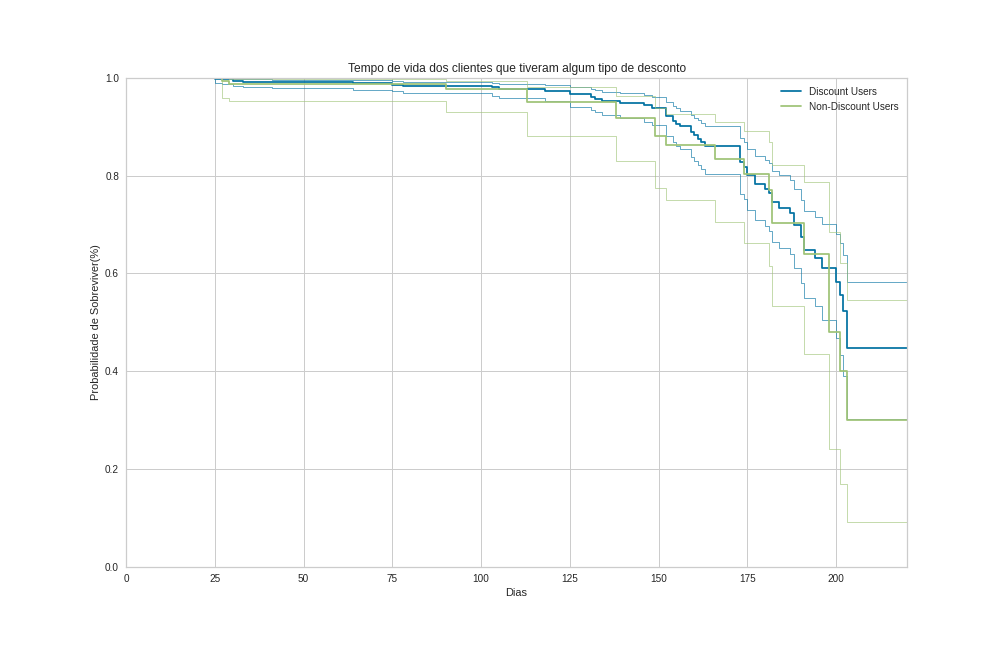 Tempo de vida dos clientes que tiveram algum tipo de desconto
1.0
Discount Users
Non-Discount Users
0.8
Probabilidade de Sobreviver(%)
0.6
0.4
0.2
0.0
0 25 50 75 100 125 150 175 200
Dias